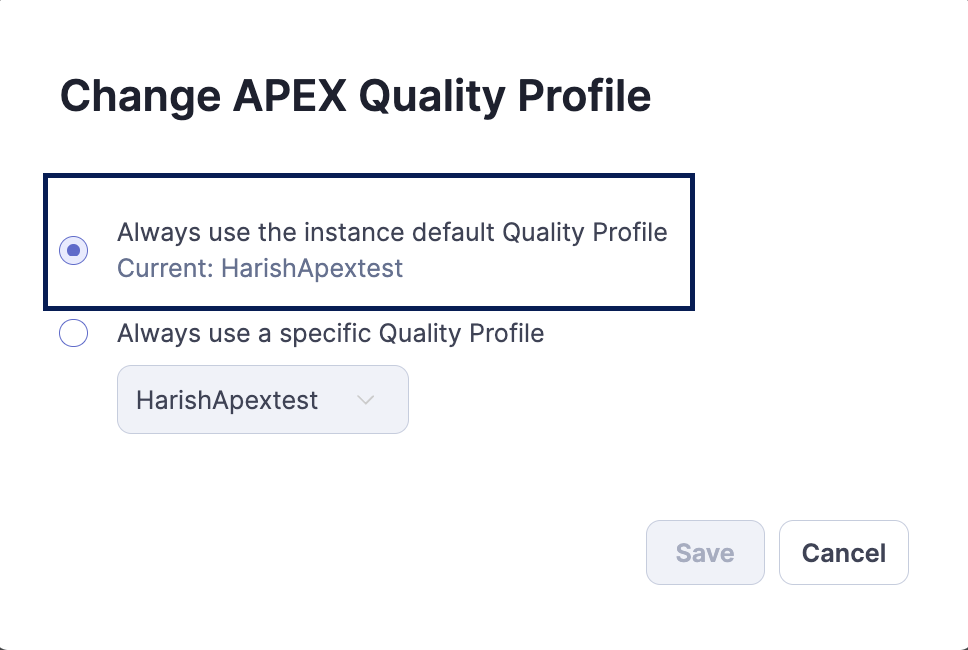 Change APEX Quality Profile
Always use the instance default Quality Profile
Current: HarishApextest
Always use a specific Quality Profile
HarishApextest
Save
Cancel